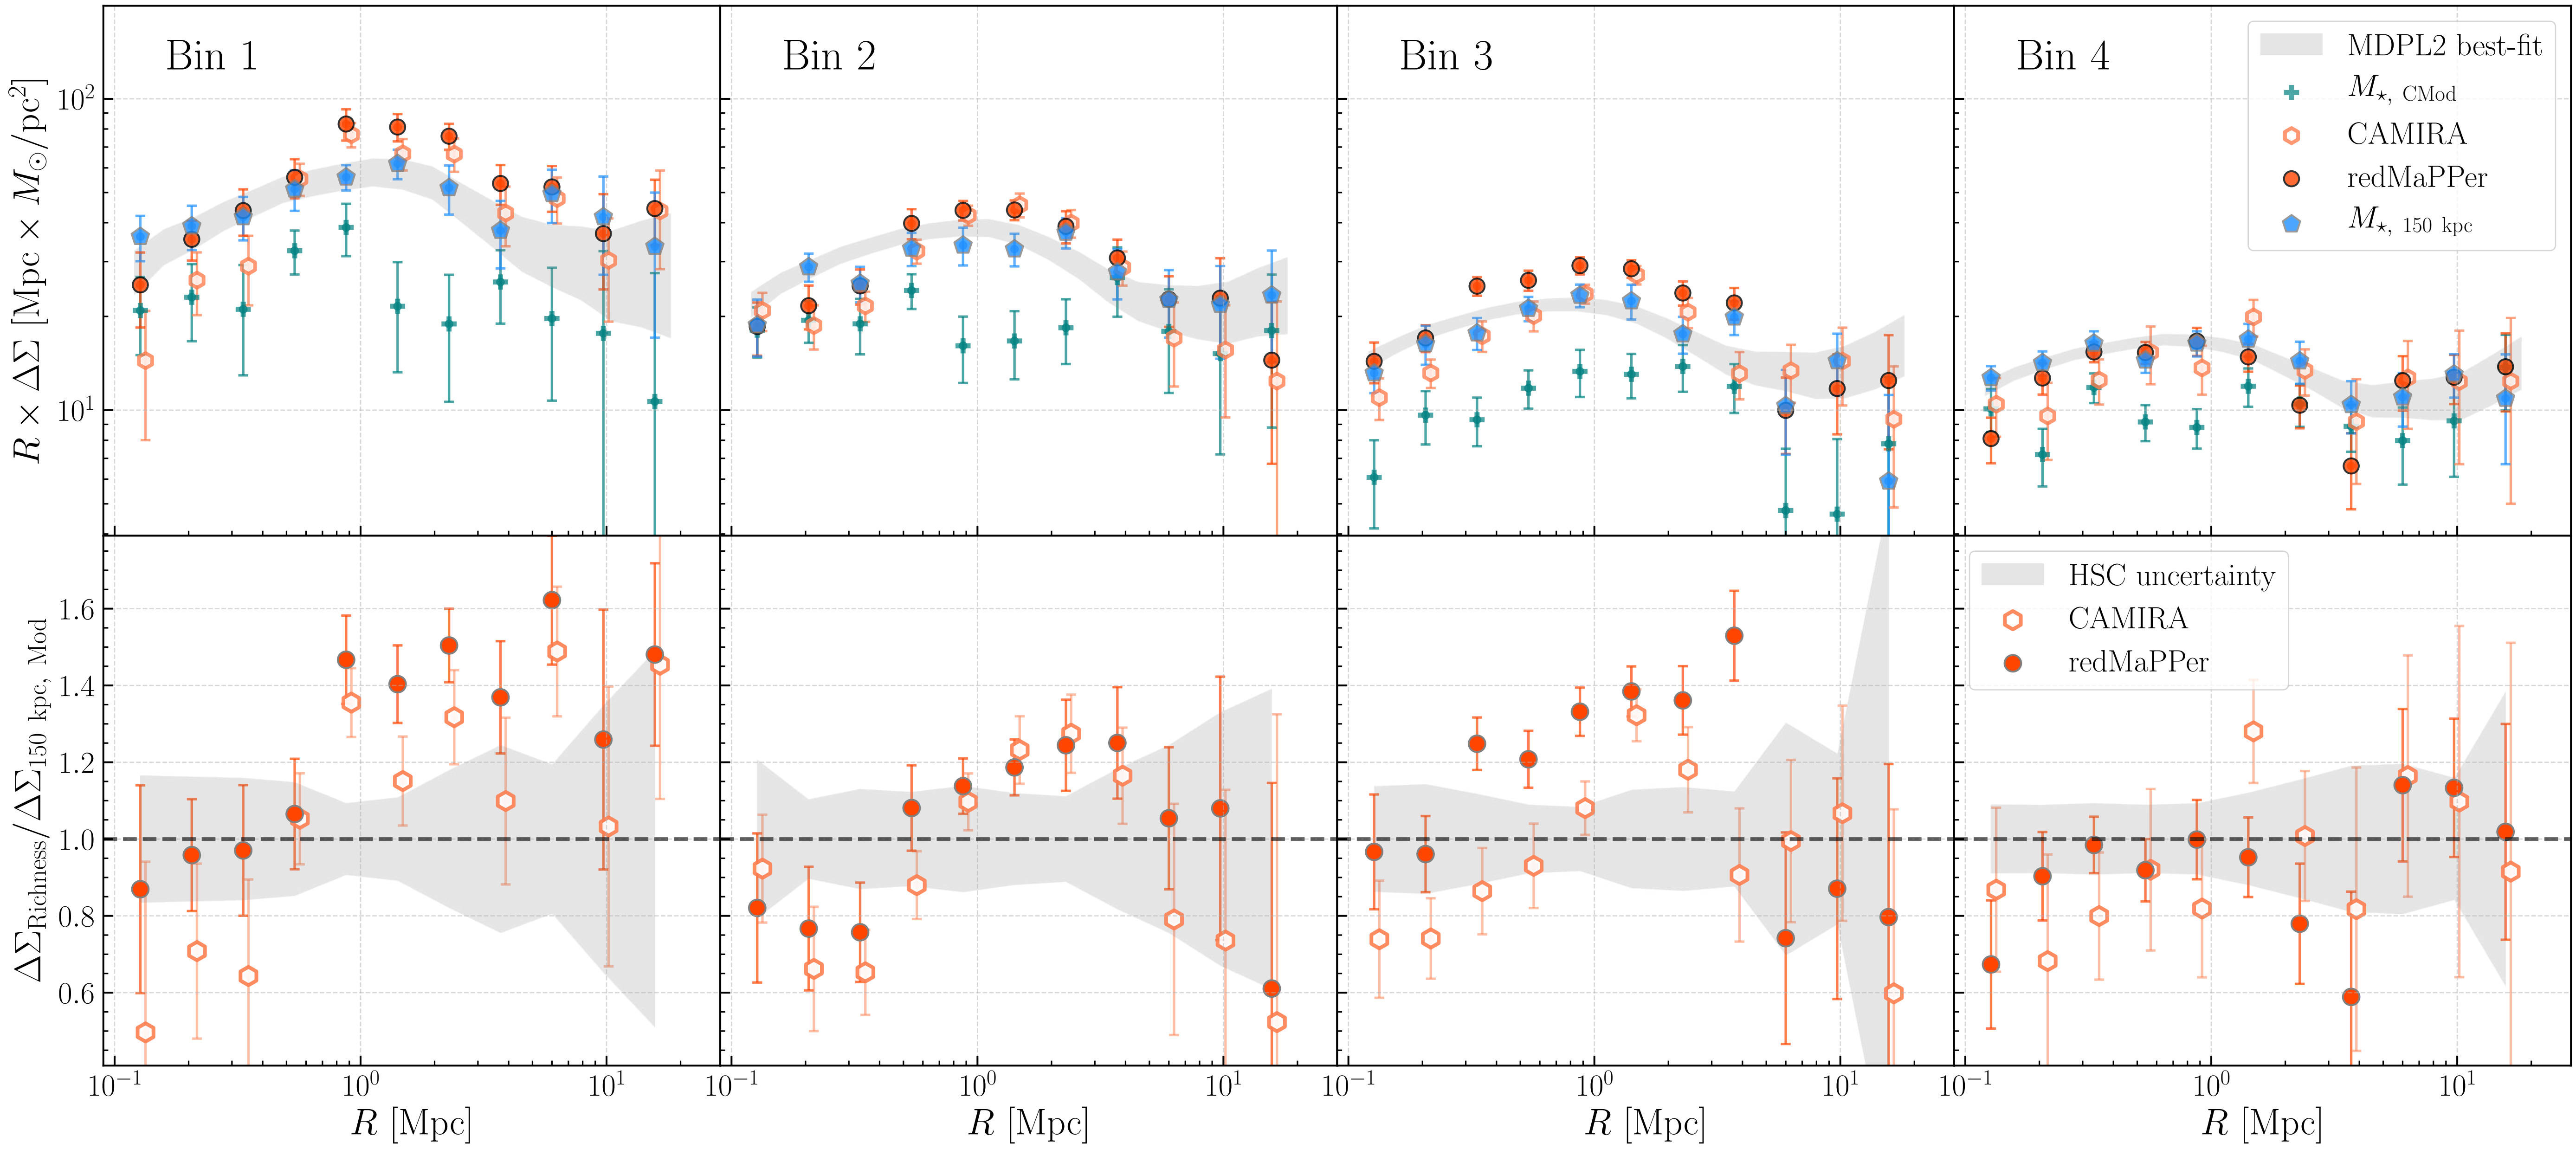 Bin 1
Bin 2
Bin 3
Bin 4
MDPL2 best-fit
M⋆, CMod
CAMIRA
redMaPPer
M⋆, 150 kpc
R × ΔΣ [Mpc × M⊙/pc²]
10²
10¹
HSC uncertainty
CAMIRA
redMaPPer
ΔΣRichness/ΔΣ150 kpc, Mod
1.6
1.4
1.2
1.0
0.8
0.6
10⁻¹ 10⁰ 10¹ 10⁻¹ 10⁰ 10¹ 10⁻¹ 10⁰ 10¹ 10⁻¹ 10⁰ 10¹
R [Mpc] R [Mpc] R [Mpc] R [Mpc]